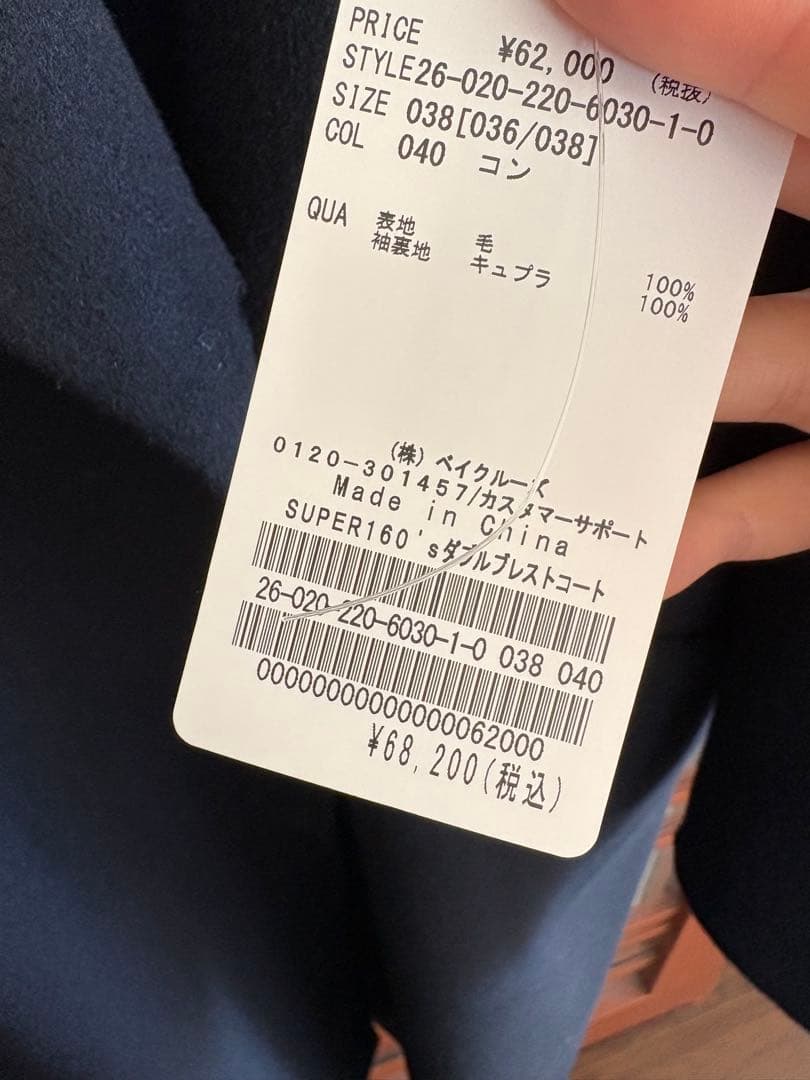 PRICE ¥62,000 (税抜)
STYLE26-020-220-6030-1-0
SIZE 038[036/038]
COL 040 コン
QUA 表地 毛 100%
袖裏地 キュプラ 100%
(株) ベイクルーズ
0120-301457/カスタマーサポート
Made in China
SUPER160'sダブルブレストコート
26-020-220-6030-1-0 038 040
0000000000000062000
¥68,200(税込)